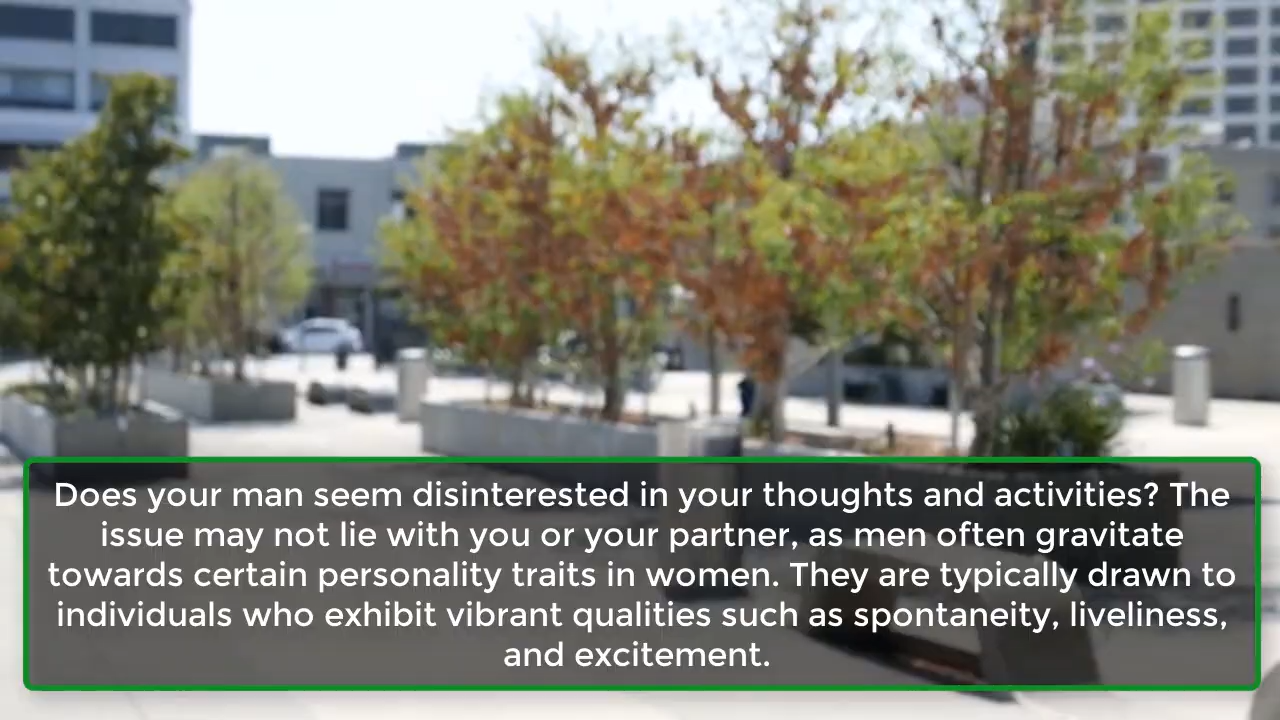 Does your man seem disinterested in your thoughts and activities? The
issue may not lie with you or your partner, as men often gravitate
towards certain personality traits in women. They are typically drawn to
individuals who exhibit vibrant qualities such as spontaneity, liveliness,
and excitement.